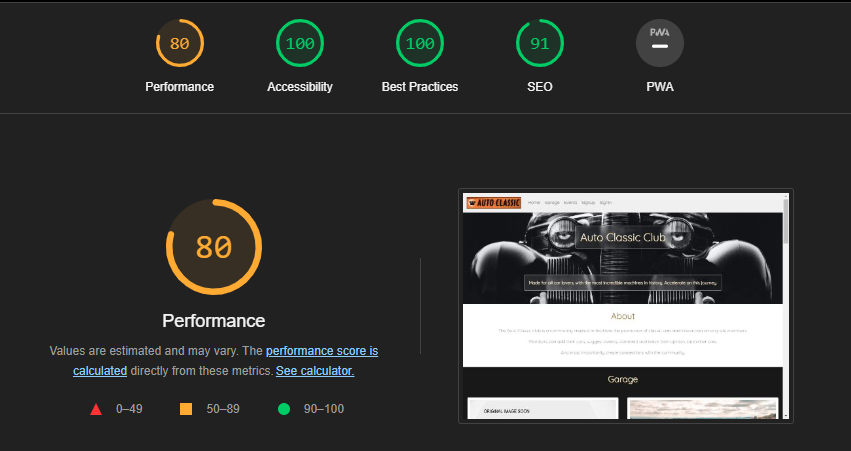 80
100
100
91
PWA
Performance
Accessibility
Best Practices
SEO
PWA
80
Performance
Values are estimated and may vary. The performance score is
calculated directly from these metrics. See calculator.
0–49
50–89
90–100
AUTO CLASSIC
Home
Garage
Events
Signup
Sign In
Auto Classic Club
Made for all car lovers, with the most incredible machines in history. Accelerate on this journey.
About
Garage
ORIGINAL IMAGE SOON